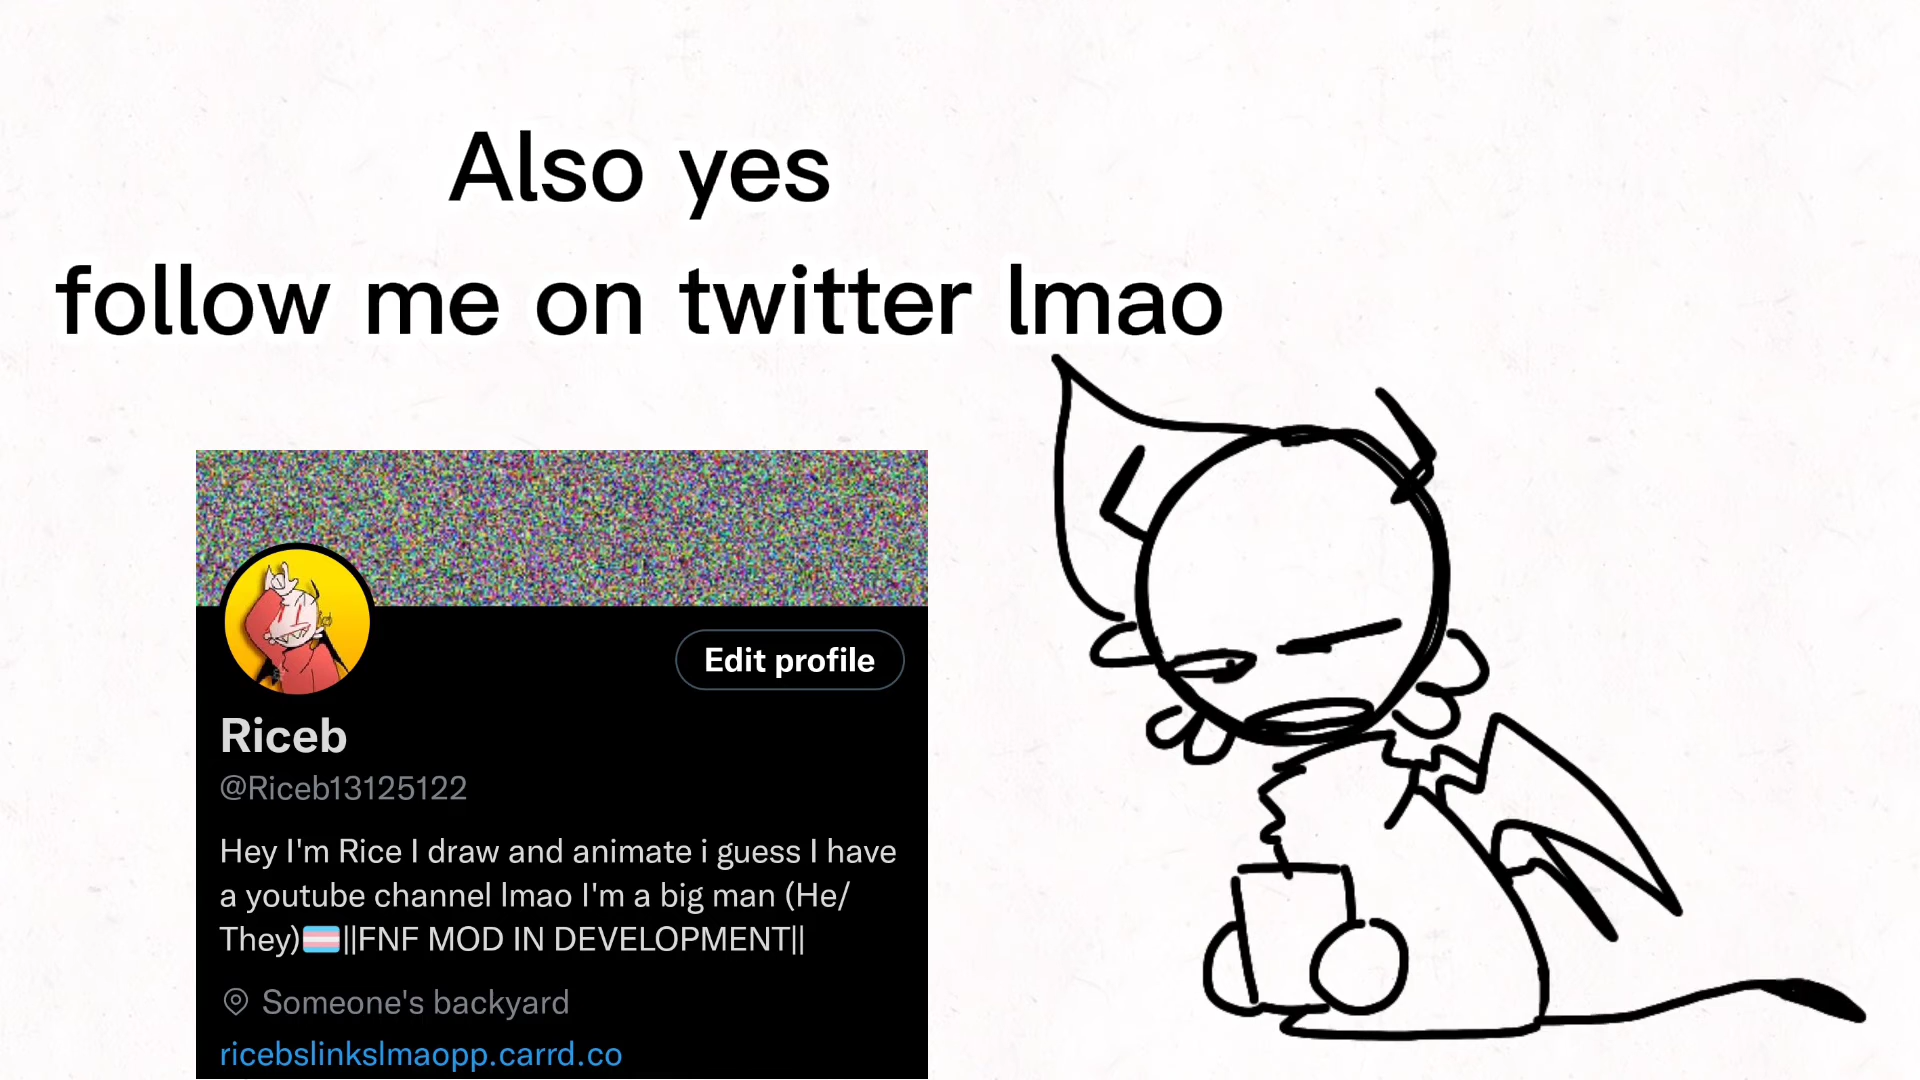 Also yes
follow me on twitter lmao
Edit profile
Riceb
@Riceb13125122
Hey I'm Rice I draw and animate i guess I have
a youtube channel lmao I'm a big man (He/
They)||FNF MOD IN DEVELOPMENT||
Someone's backyard
ricebslinkslmaopp.carrd.co